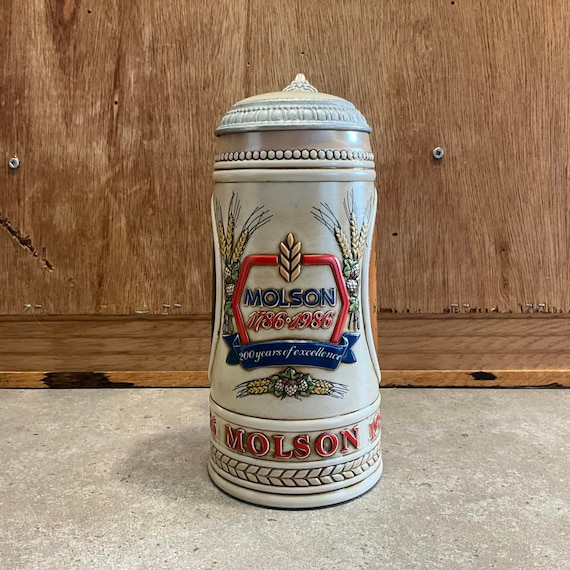 MOLSON
1786·1986
200 years of excellence
MOLSON